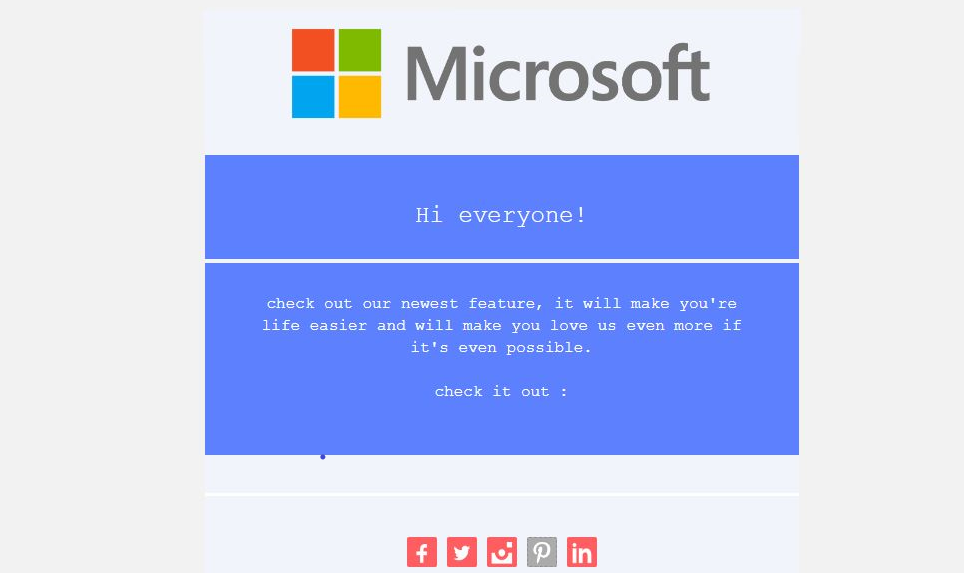 Microsoft
Hi everyone!
check out our newest feature, it will make you're
life easier and will make you love us even more if
it's even possible.
check it out :